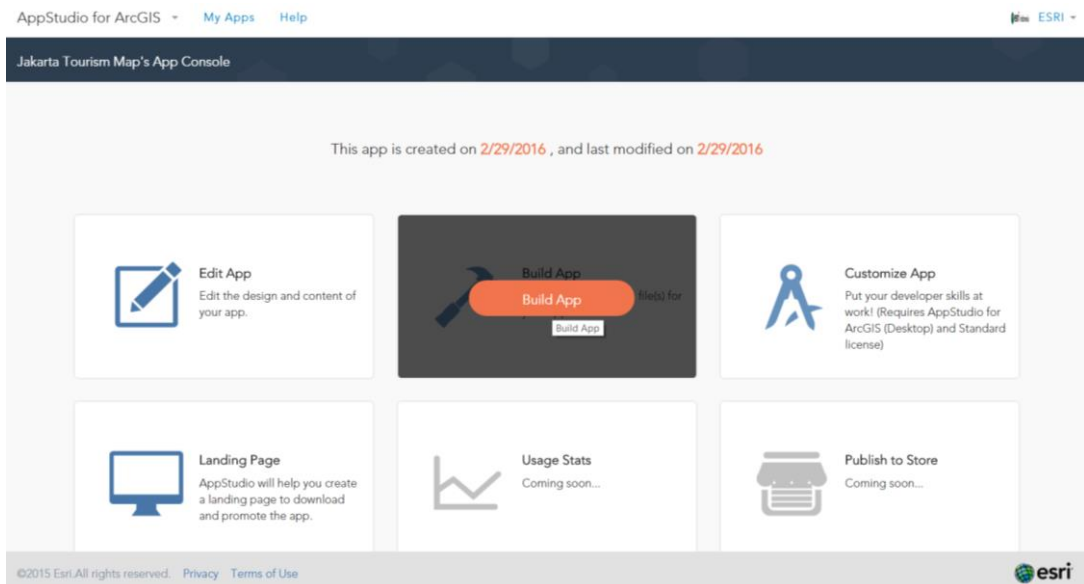 AppStudio for ArcGIS My Apps Help
ESRI
Jakarta Tourism Map's App Console
This app is created on 2/29/2016 , and last modified on 2/29/2016
Edit App
Edit the design and content of
your app.
Build App
Build App
file(s) for
Build App
Customize App
Put your developer skills at
work! (Requires AppStudio for
ArcGIS (Desktop) and Standard
license)
Landing Page
AppStudio will help you create
a landing page to download
and promote the app.
Usage Stats
Coming soon...
Publish to Store
Coming soon...
©2015 Esri.All rights reserved. Privacy Terms of Use
esri